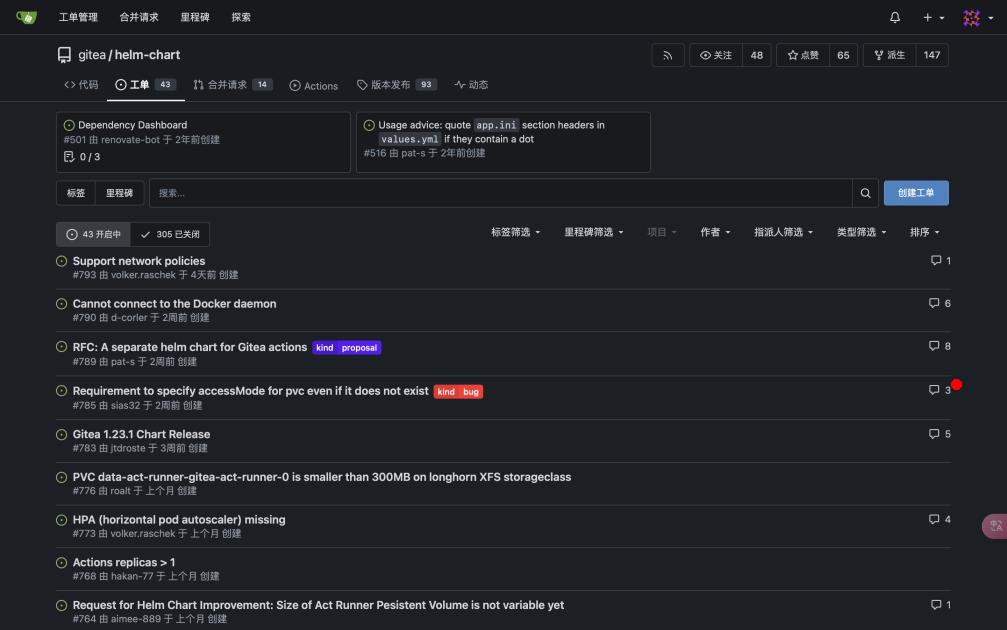 工单管理 合并请求 里程碑 探索
gitea / helm-chart
关注 48 点赞 65 派生 147
代码 工单 43 合并请求 14 Actions 版本发布 93 动态
Dependency Dashboard
#501 由 renovate-bot 于 2年前创建
0 / 3
Usage advice: quote app.ini section headers in
values.yml if they contain a dot
#516 由 pat-s 于 2年前创建
标签 里程碑 搜索... 创建工单
43 开启中 305 已关闭 标签筛选 里程碑筛选 项目 作者 指派人筛选 类型筛选 排序
Support network policies 1
#793 由 volker.raschek 于 4天前 创建
Cannot connect to the Docker daemon 6
#790 由 d-corler 于 2周前 创建
RFC: A separate helm chart for Gitea actions kind proposal 8
#789 由 pat-s 于 2周前 创建
Requirement to specify accessMode for pvc even if it does not exist kind bug 3
#785 由 sias32 于 2周前 创建
Gitea 1.23.1 Chart Release 5
#783 由 jtdroste 于 3周前 创建
PVC data-act-runner-gitea-act-runner-0 is smaller than 300MB on longhorn XFS storageclass
#776 由 roalt 于 上个月 创建
HPA (horizontal pod autoscaler) missing 4
#773 由 volker.raschek 于 上个月 创建
Actions replicas > 1
#768 由 hakan-77 于 上个月 创建
Request for Helm Chart Improvement: Size of Act Runner Pesistent Volume is not variable yet 1
#764 由 aimee-889 于 上个月 创建